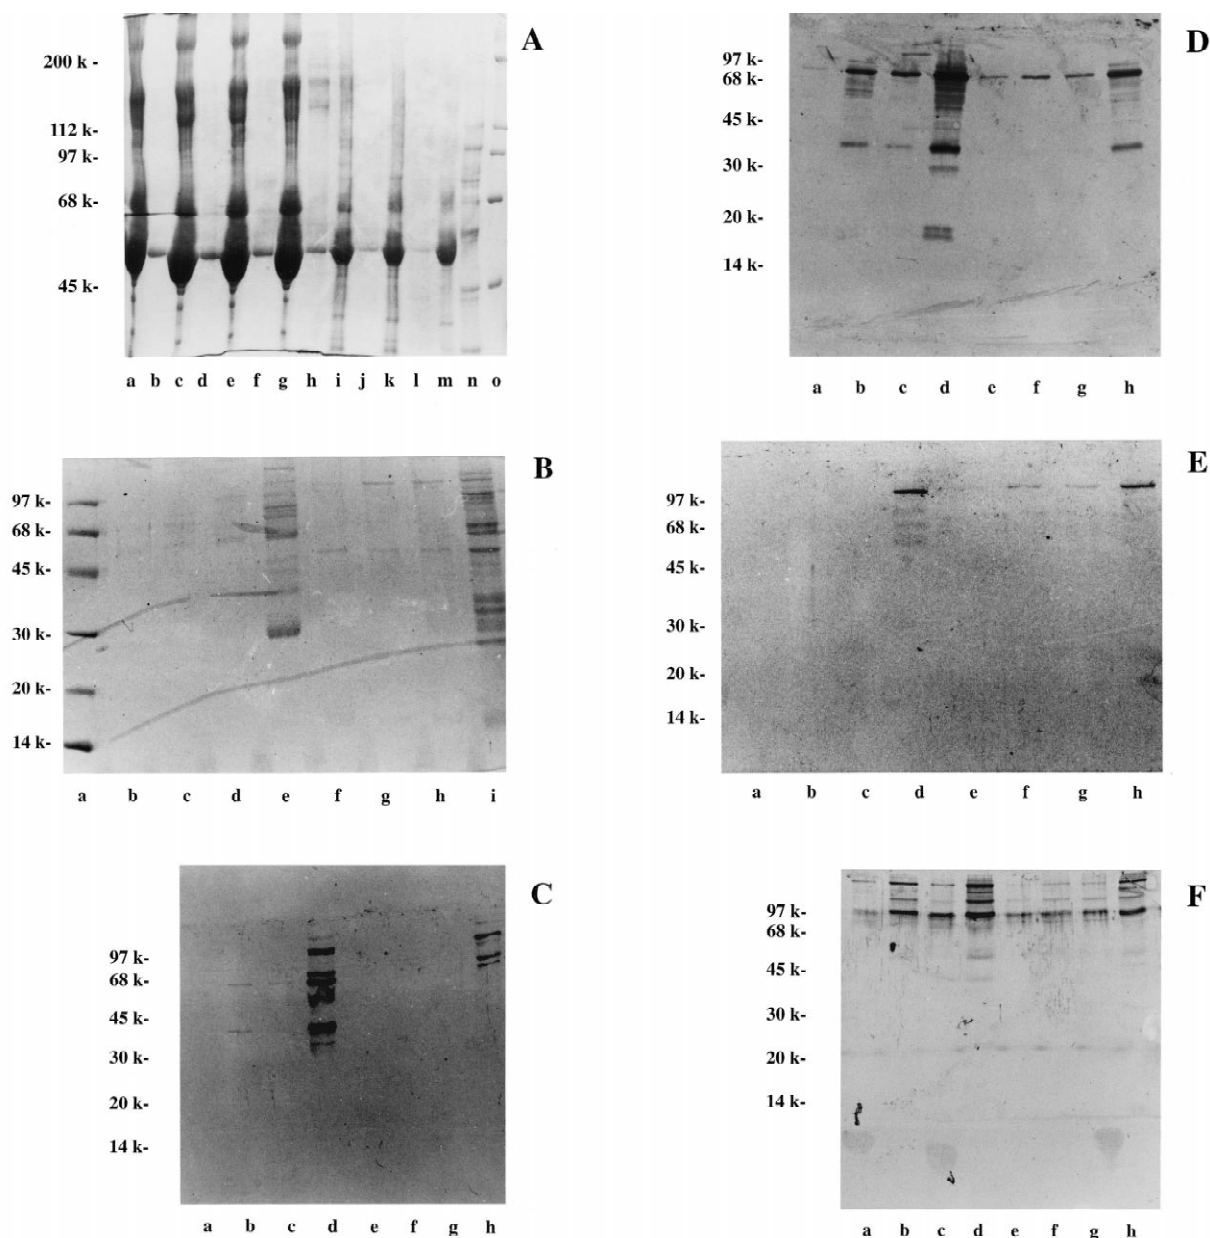 A
200 k -
112 k-
97 k-
68 k-
45 k-
a b c d e f g h i j k l m n o
D
97 k-
68 k-
45 k-
30 k-
20 k-
14 k-
a b c d c f g h
B
97 k-
68 k-
45 k-
30 k-
20 k-
14 k-
a b c d e f g h i
E
97 k-
68 k-
45 k-
30 k-
20 k-
14 k-
a b c d e f g h
C
97 k-
68 k-
45 k-
30 k-
20 k-
14 k-
a b c d e f g h
F
97 k-
68 k-
45 k-
30 k-
20 k-
14 k-
a b c d e f g h